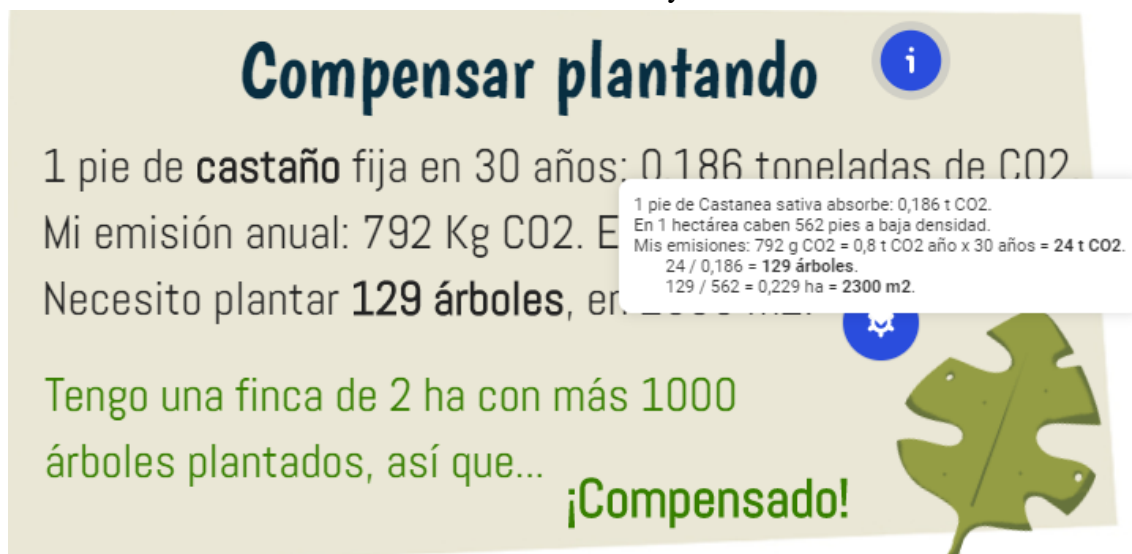 Compensar plantando
i
1 pie de castaño fija en 30 años: 0,186 toneladas de CO2
Mi emisión anual: 792 Kg CO2. E
Necesito plantar 129 árboles, en
1 pie de Castanea sativa absorbe: 0,186 t CO2.
En 1 hectárea caben 562 pies a baja densidad.
Mis emisiones: 792 g CO2 = 0,8 t CO2 año x 30 años = 24 t CO2.
24 / 0,186 = 129 árboles.
129 / 562 = 0,229 ha = 2300 m2.
Tengo una finca de 2 ha con más 1000
árboles plantados, así que...
¡Compensado!